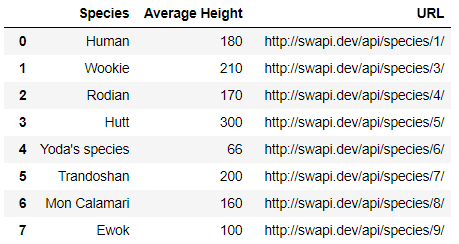 Species Average Height URL
0 Human 180 http://swapi.dev/api/species/1/
1 Wookie 210 http://swapi.dev/api/species/3/
2 Rodian 170 http://swapi.dev/api/species/4/
3 Hutt 300 http://swapi.dev/api/species/5/
4 Yoda's species 66 http://swapi.dev/api/species/6/
5 Trandoshan 200 http://swapi.dev/api/species/7/
6 Mon Calamari 160 http://swapi.dev/api/species/8/
7 Ewok 100 http://swapi.dev/api/species/9/